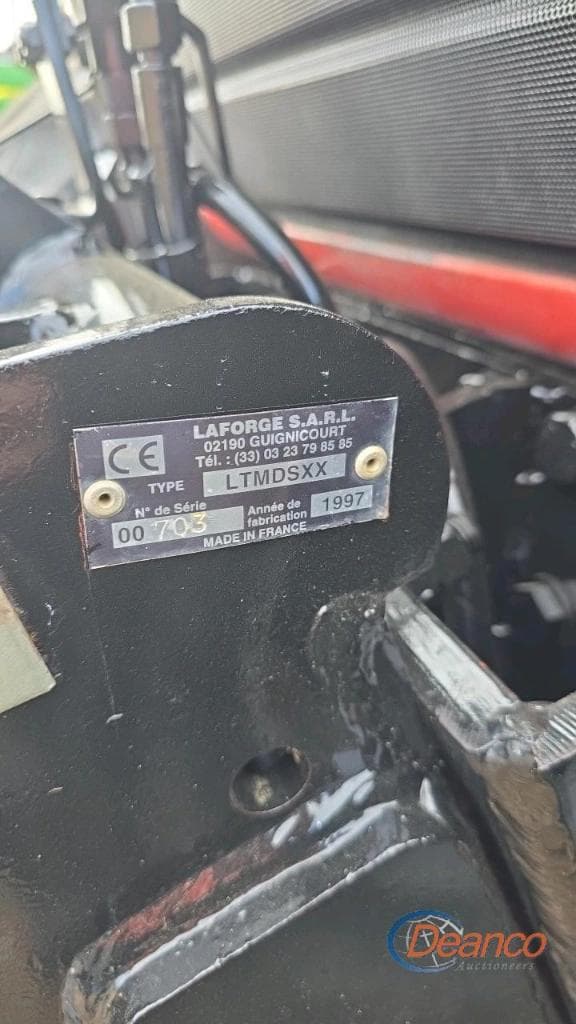 CE
LAFORGE S.A.R.L.
02190 GUIGNICOURT
Tél. : (33) 03 23 79 85 85
TYPE LTMDSXX
N° de Série 00 703 Année de fabrication 1997
MADE IN FRANCE
Deanco
Auctioneers